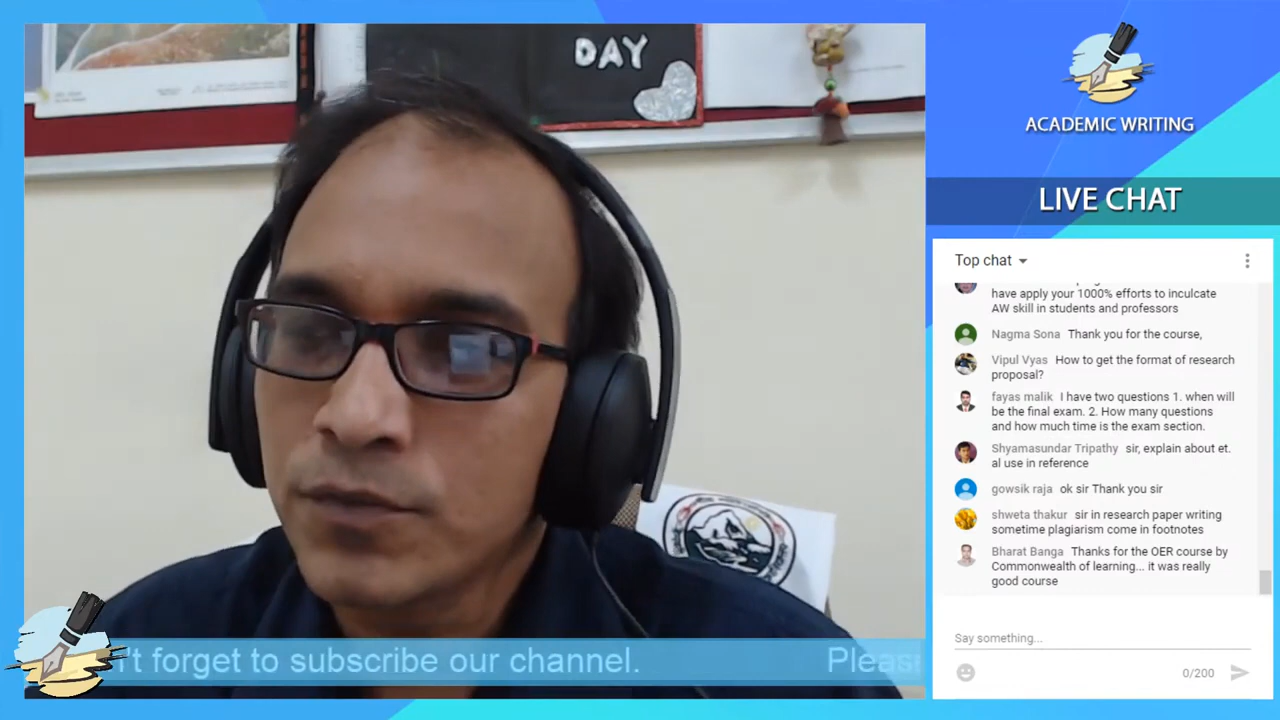 DAY
't forget to subscribe our channel.
Pleas
ACADEMIC WRITING
LIVE CHAT
Top chat
have apply your 1000% efforts to inculcate
AW skill in students and professors
Nagma Sona Thank you for the course,
Vipul Vyas How to get the format of research
proposal?
fayas malik I have two questions 1. when will
be the final exam. 2. How many questions
and how much time is the exam section.
Shyamasundar Tripathy sir, explain about et.
al use in reference
gowsik raja ok sir Thank you sir
shweta thakur sir in research paper writing
sometime plagiarism come in footnotes
Bharat Banga Thanks for the OER course by
Commonwealth of learning... it was really
good course
Say something...
0/200